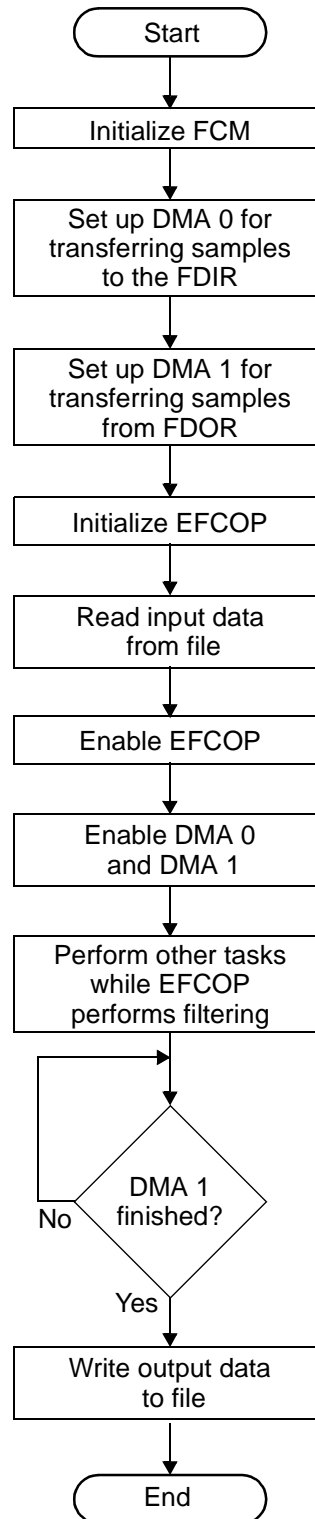 Start
Initialize FCM
Set up DMA 0 for
transferring samples
to the FDIR
Set up DMA 1 for
transferring samples
from FDOR
Initialize EFCOP
Read input data
from file
Enable EFCOP
Enable DMA 0
and DMA 1
Perform other tasks
while EFCOP
performs filtering
DMA 1
finished?
No
Yes
Write output data
to file
End